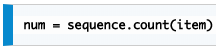 num = sequence.count(item)